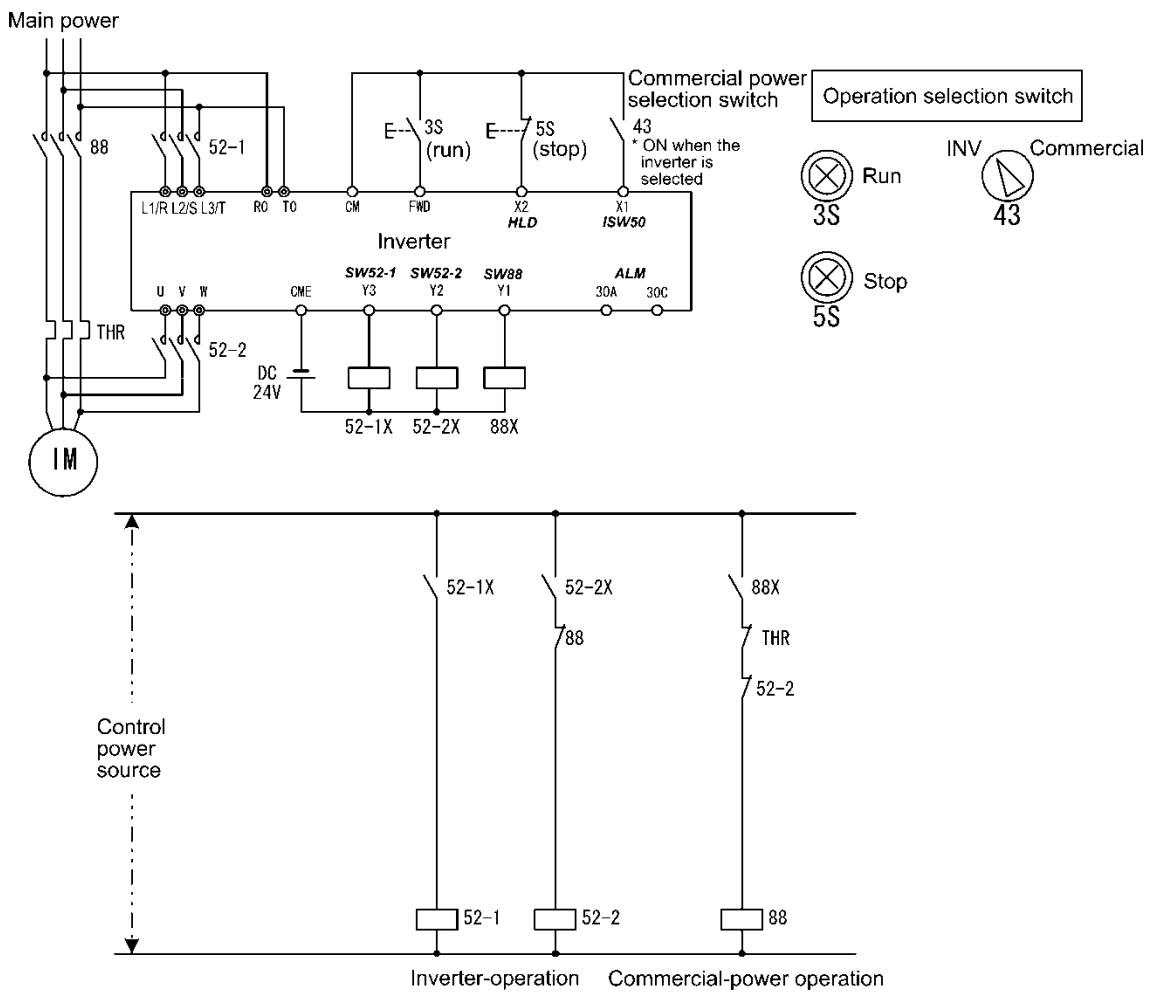 Main power
88
52-1
3S
(run)
5S
(stop)
Commercial power
selection switch
43
* ON when the
inverter is
selected
Operation selection switch
Run
3S
INV
Commercial
43
Stop
5S
L1/R L2/S L3/T
R0
T0
CM
FWD
X2
HLD
X1
ISW50
Inverter
SW52-1
SW52-2
SW88
ALM
U
V
W
CME
Y3
Y2
Y1
30A
30C
THR
52-2
DC
24V
52-1X
52-2X
88X
IM
Control
power
source
52-1X
52-2X
88
88X
THR
52-2
52-1
52-2
88
Inverter-operation
Commercial-power operation